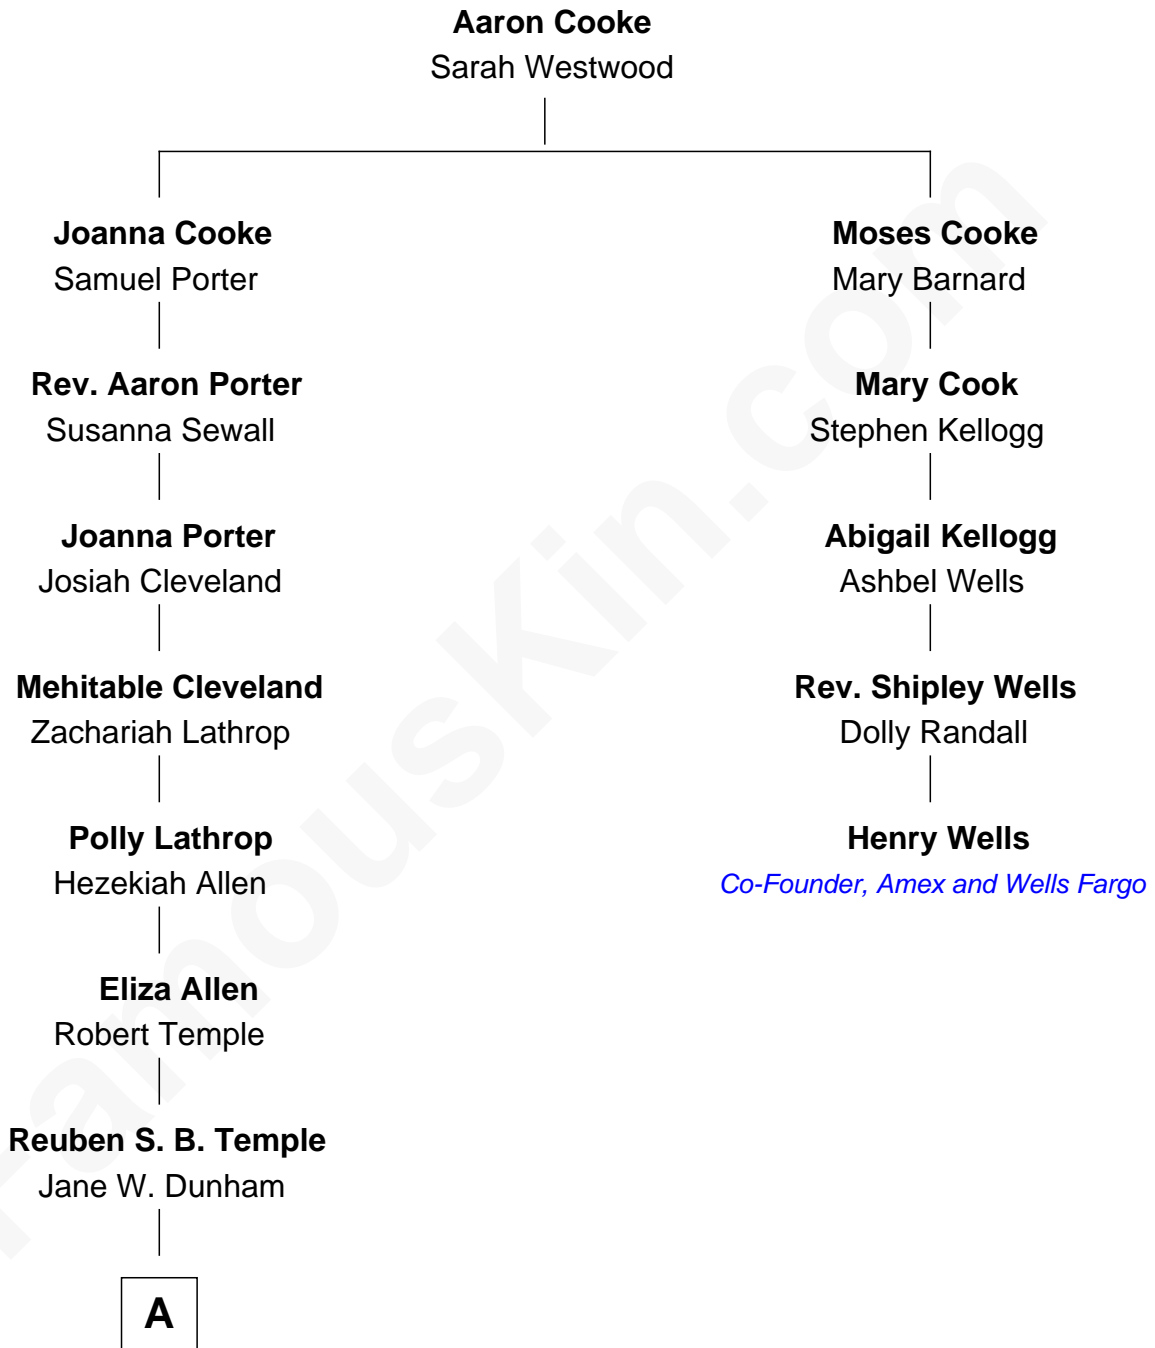 Aaron Cooke
Sarah Westwood
Joanna Cooke
Samuel Porter
Moses Cooke
Mary Barnard
Rev. Aaron Porter
Susanna Sewall
Mary Cook
Stephen Kellogg
Joanna Porter
Josiah Cleveland
Abigail Kellogg
Ashbel Wells
Mehitable Cleveland
Zachariah Lathrop
Rev. Shipley Wells
Dolly Randall
Polly Lathrop
Hezekiah Allen
Henry Wells
Co-Founder, Amex and Wells Fargo
Eliza Allen
Robert Temple
Reuben S. B. Temple
Jane W. Dunham
A
FamousKin.com